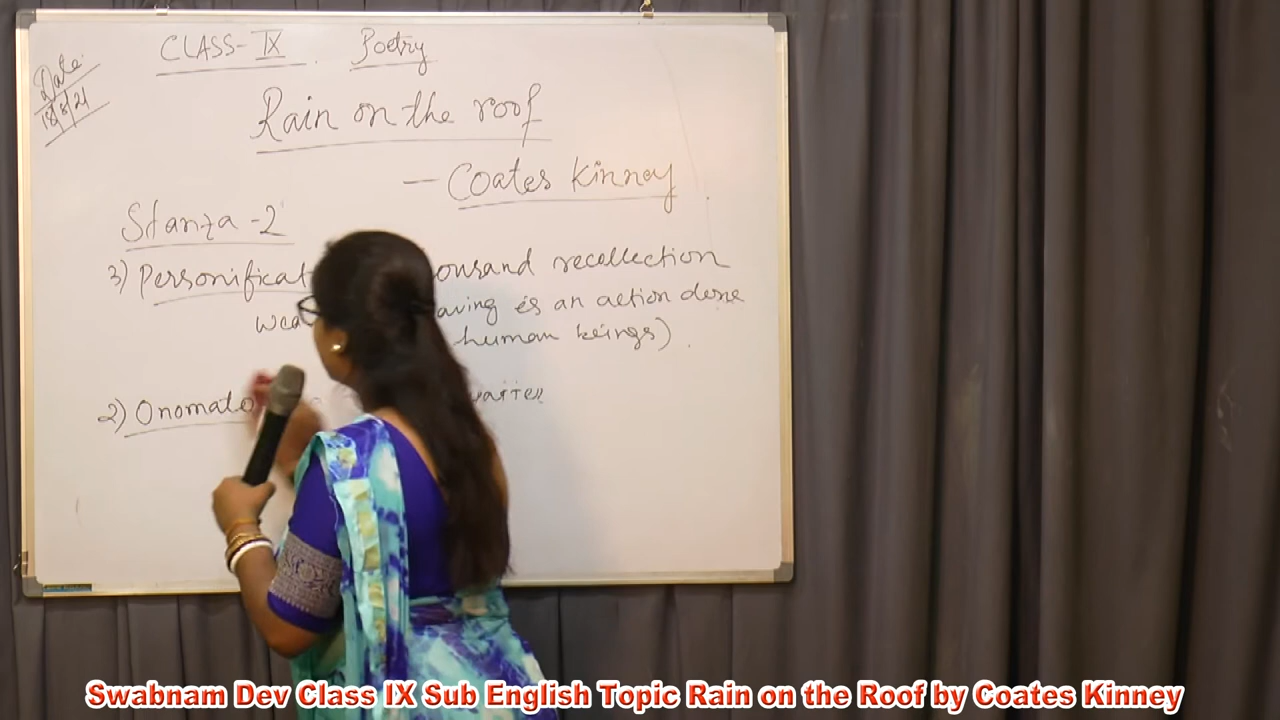 Date:
18/8/21
CLASS-IX. Poetry
Rain on the roof
— Coates Kinney.
Stanza-2
3) Personificat ousand recollection
wea aving is an action done
human beings).
2) Onomato
Swabnam Dev Class IX Sub English Topic Rain on the Roof by Coates Kinney